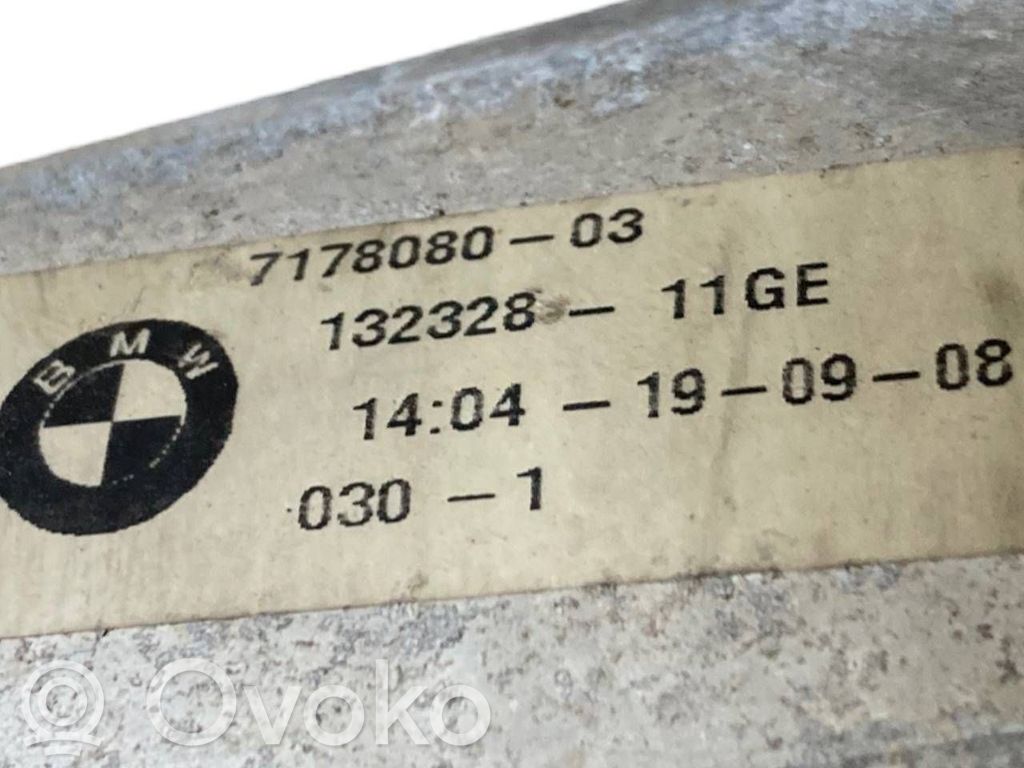 7178080-03
132328- 11GE
BMW
14:04 -19-09-08
030 -1
Ovoko